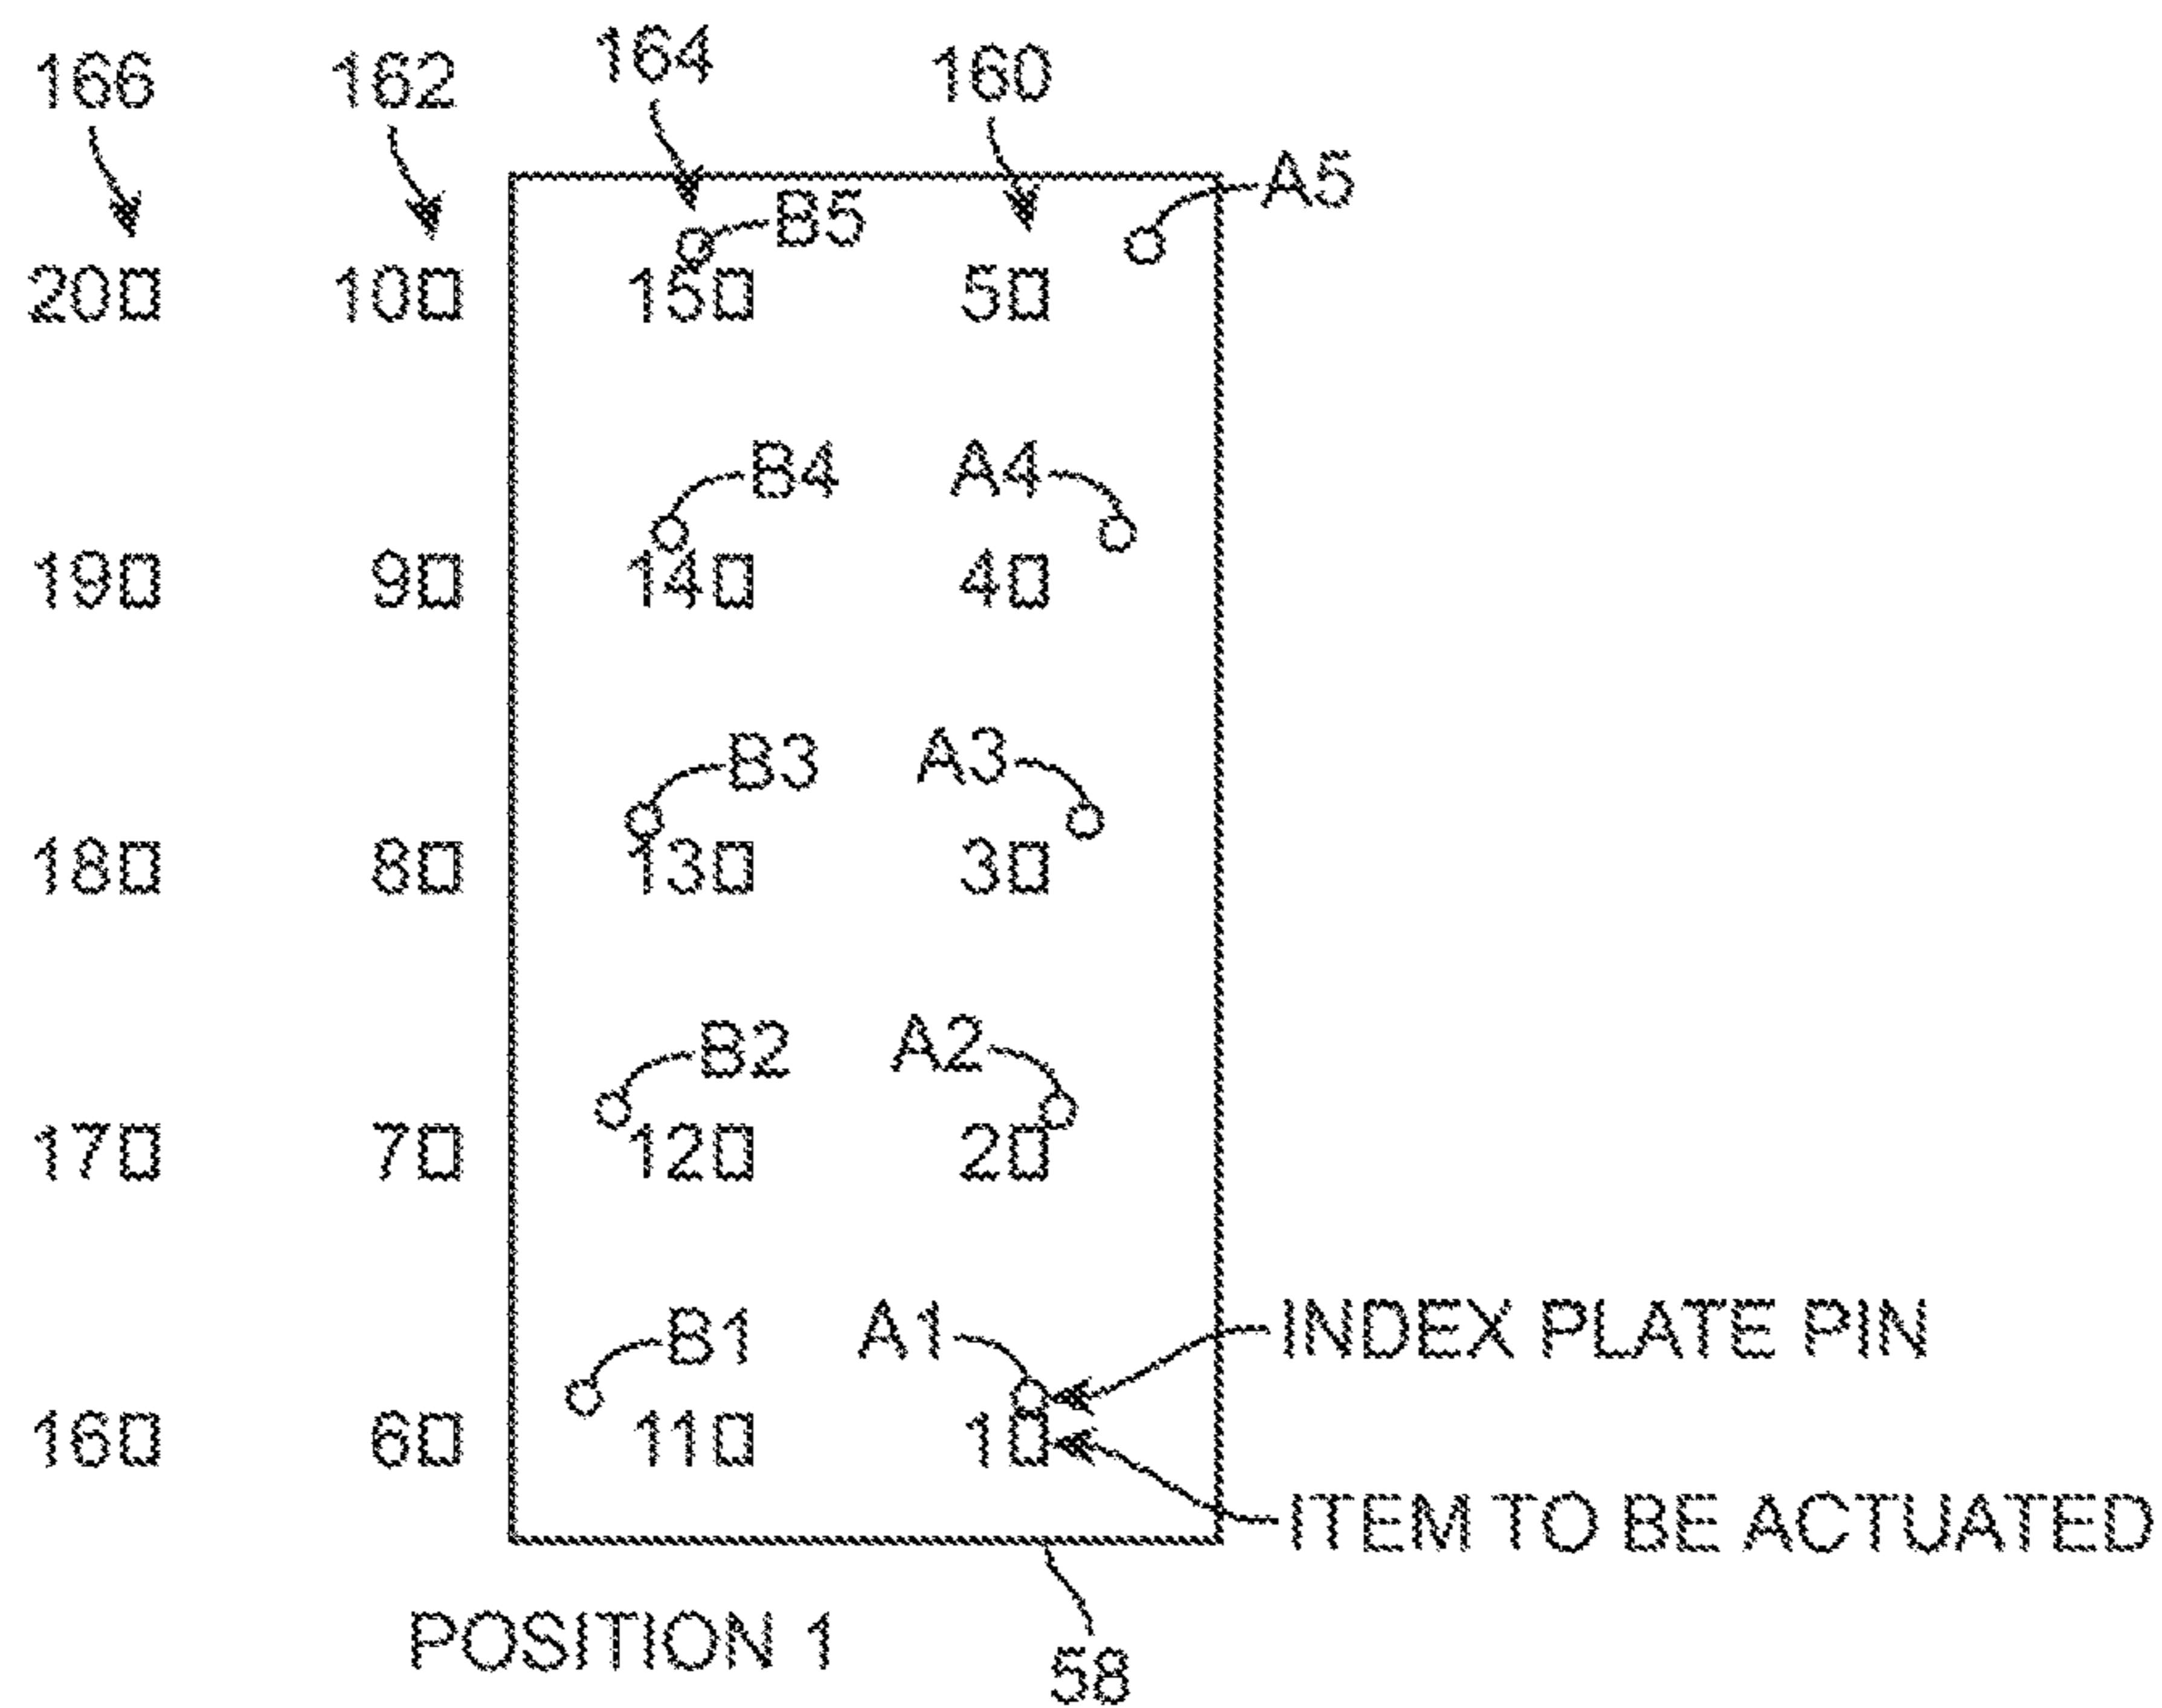 166 162 164 160
A5
B5
20 10 15 5
B4 A4
19 9 14 4
B3 A3
18 8 13 3
B2 A2
17 7 12 2
B1 A1 INDEX PLATE PIN
16 6 11 1
ITEM TO BE ACTUATED
POSITION 1
58